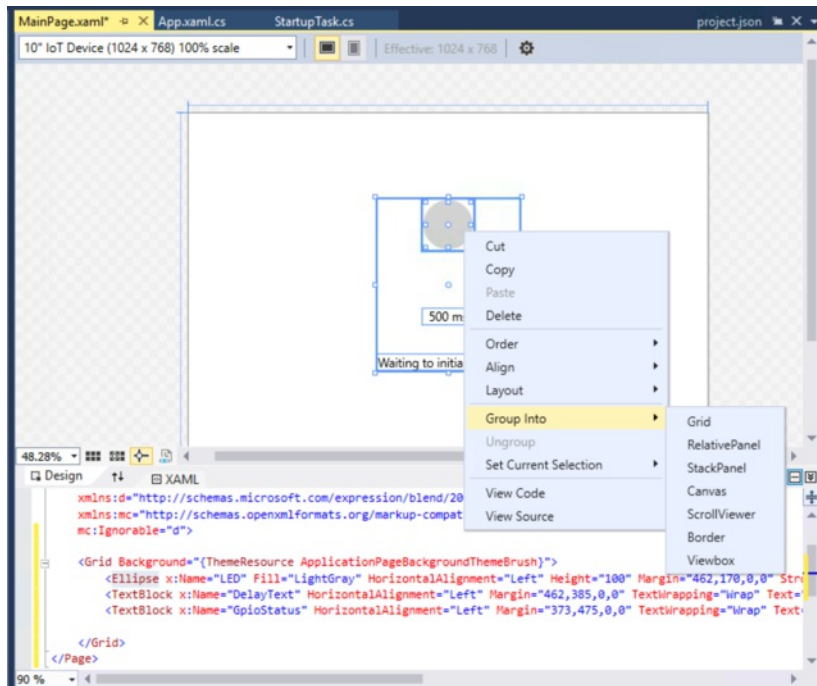 MainPage.xaml* App.xaml.cs StartupTask.cs project.json
10" IoT Device (1024 x 768) 100% scale Effective: 1024 x 768
500 m
Waiting to initia
Cut
Copy
Paste
Delete
Order
Align
Layout
Group Into
Ungroup
Set Current Selection
View Code
View Source
Grid
RelativePanel
StackPanel
Canvas
ScrollViewer
Border
Viewbox
48.28%
Design XAML
xmlns:d="http://schemas.microsoft.com/expression/blend/20
xmlns:mc="http://schemas.openxmlformats.org/markup-compat
mc:Ignorable="d">
<Grid Background="{ThemeResource ApplicationPageBackgroundThemeBrush}">
<Ellipse x:Name="LED" Fill="LightGray" HorizontalAlignment="Left" Height="100" Margin="462,170,0,0" Str
<TextBlock x:Name="DelayText" HorizontalAlignment="Left" Margin="462,385,0,0" TextWrapping="Wrap" Text=
<TextBlock x:Name="GpioStatus" HorizontalAlignment="Left" Margin="373,475,0,0" TextWrapping="Wrap" Text
</Grid>
</Page>
90 %